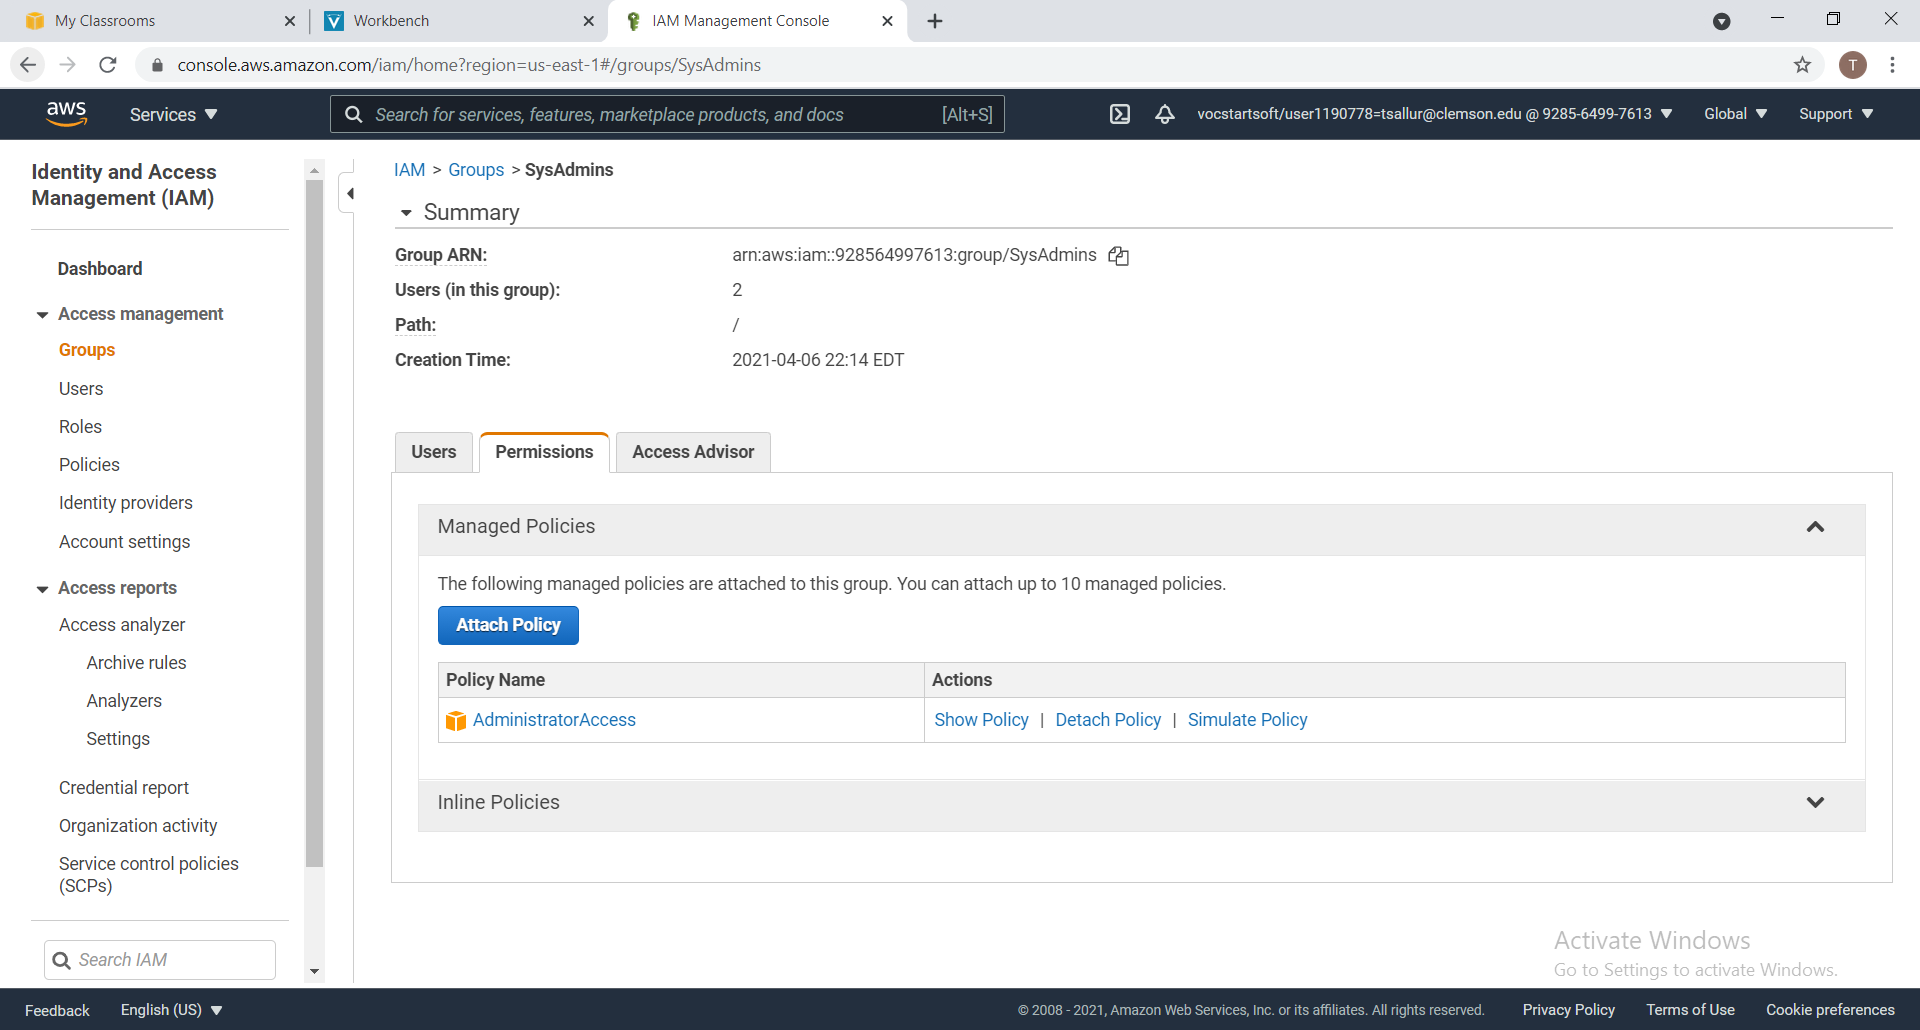 My Classrooms
Workbench
IAM Management Console
console.aws.amazon.com/iam/home?region=us-east-1#/groups/SysAdmins
T
aws
Services
Search for services, features, marketplace products, and docs
[Alt+S]
vocstartsoft/user1190778=tsallur@clemson.edu @ 9285-6499-7613
Global
Support
Identity and Access
Management (IAM)
Dashboard
Access management
Groups
Users
Roles
Policies
Identity providers
Account settings
Access reports
Access analyzer
Archive rules
Analyzers
Settings
Credential report
Organization activity
Service control policies
(SCPs)
Search IAM
IAM > Groups > SysAdmins
Summary
Group ARN: arn:aws:iam::928564997613:group/SysAdmins
Users (in this group): 2
Path: /
Creation Time: 2021-04-06 22:14 EDT
Users
Permissions
Access Advisor
Managed Policies
The following managed policies are attached to this group. You can attach up to 10 managed policies.
Attach Policy
Policy Name Actions
AdministratorAccess Show Policy | Detach Policy | Simulate Policy
Inline Policies
Activate Windows
Go to Settings to activate Windows.
Feedback
English (US)
© 2008 - 2021, Amazon Web Services, Inc. or its affiliates. All rights reserved.
Privacy Policy
Terms of Use
Cookie preferences